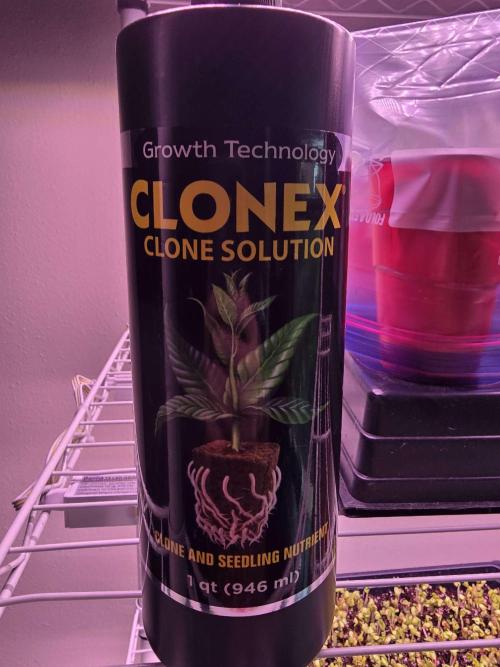 Growth Technology
CLONEX®
CLONE SOLUTION
CLONE AND SEEDLING NUTRIENT
1 qt (946 ml)